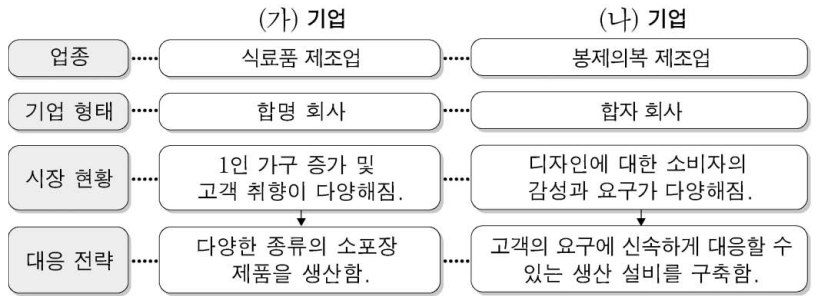 (가) 기업
(나) 기업
업종
식료품 제조업
봉제의복 제조업
기업 형태
합명 회사
합자 회사
시장 현황
1인 가구 증가 및
고객 취향이 다양해짐.
디자인에 대한 소비자의
감성과 요구가 다양해짐.
대응 전략
다양한 종류의 소포장
제품을 생산함.
고객의 요구에 신속하게 대응할 수
있는 생산 설비를 구축함.